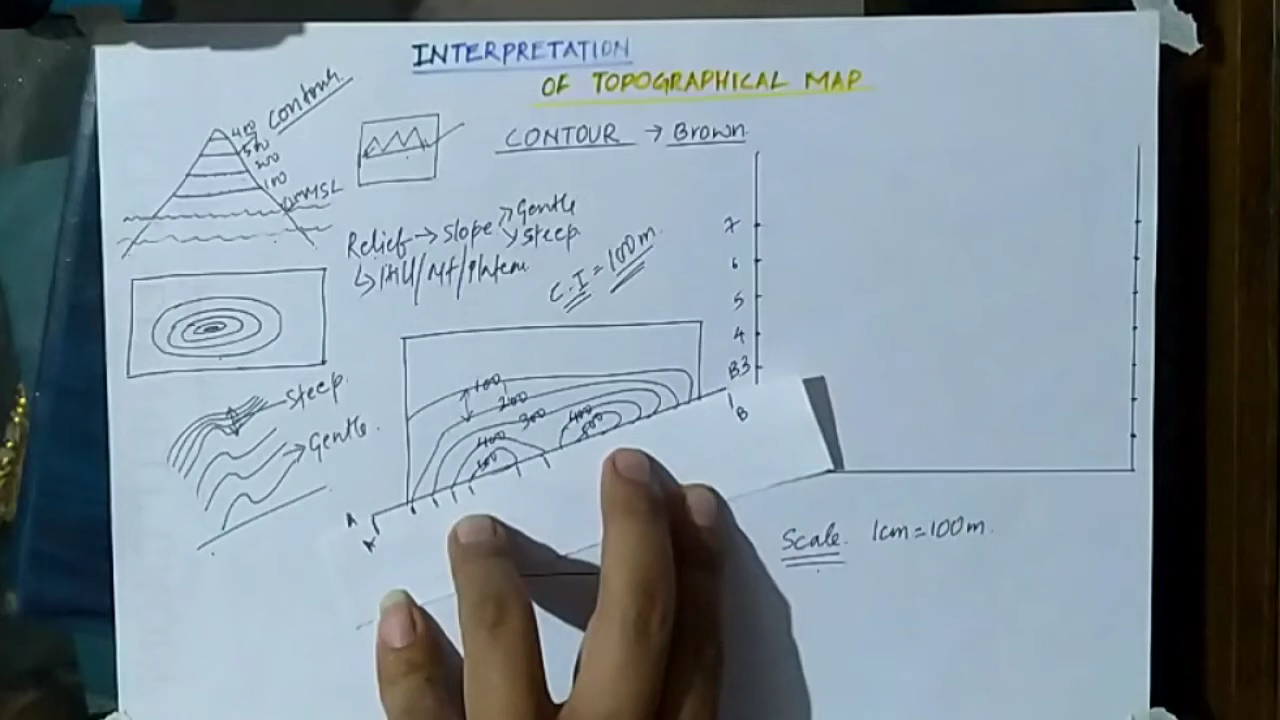 INTERPRETATION
OF TOPOGRAPHICAL MAP
CONTOUR → Brown
Contour
400
300
200
100
MSL
Relief → Slope → Gentle
→ Steep
Hill/Mt/Plateau
C.I = 100m.
Steep.
Gentle.
100
200
300
400
400
500
500
A
A
B
B
7
6
5
4
3
Scale. 1cm = 100m.